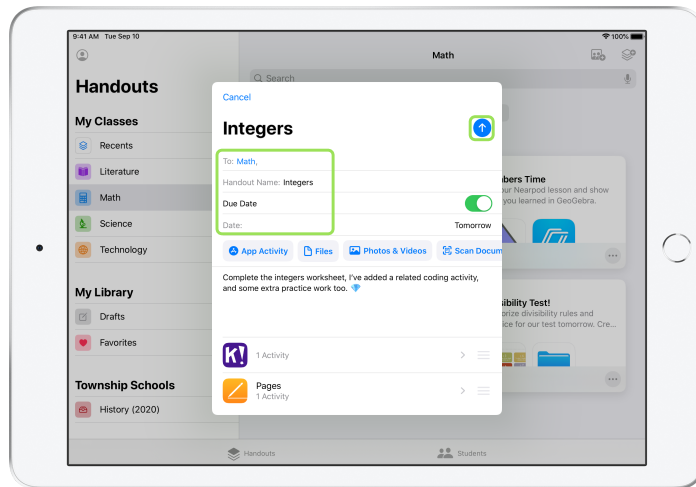 9:41 AM Tue Sep 10
100%
Math
Search
Handouts
My Classes
Recents
Literature
Math
Science
Technology
My Library
Drafts
Favorites
Township Schools
History (2020)
Cancel
Integers
To: Math,
Handout Name: Integers
Due Date
Date: Tomorrow
App Activity Files Photos & Videos Scan Docum
Complete the integers worksheet, I've added a related coding activity,
and some extra practice work too. 💎
K!
1 Activity
Pages
1 Activity
bers Time
ur Nearpod lesson and show
you learned in GeoGebra.
sibility Test!
orize divisibility rules and
ice for our test tomorrow. Cre...
Handouts
Students